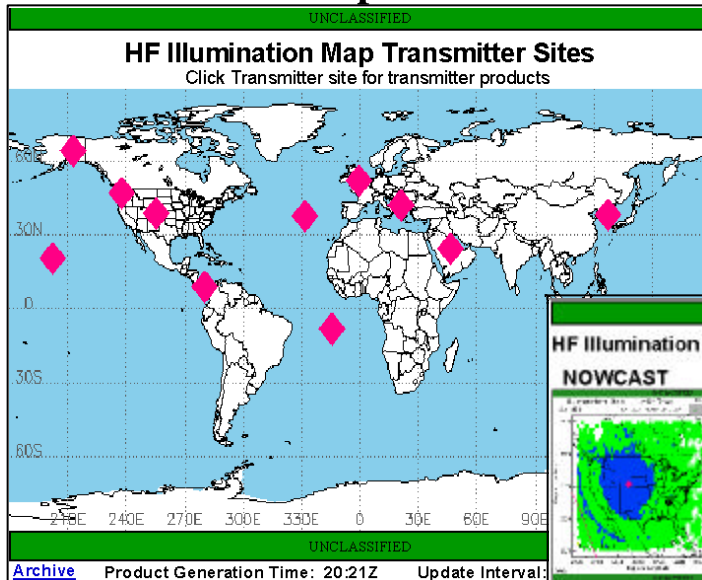 UNCLASSIFIED
HF Illumination Map Transmitter Sites
Click Transmitter site for transmitter products
60N
30N
0
30S
60S
210E 240E 270E 300E 330E 0 30E 60E 90E
HF Illumination
NOWCAST
UNCLASSIFIED
Archive Product Generation Time: 20:21Z Update Interval: